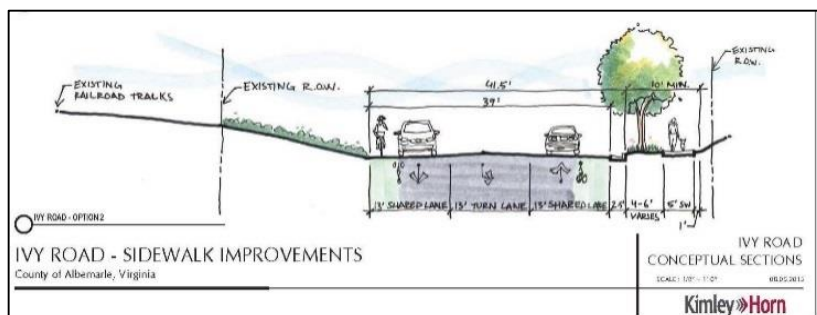 EXISTING
RAILROAD TRACKS
EXISTING R.O.W.
41.5'
39'
10' MIN.
EXISTING
R.O.W.
13' SHARED LANE
13' TURN LANE
13' SHARED LANE
2.5'
4-6'
VARIES
5' SW
1'
IVY ROAD - OPTION 2
IVY ROAD - SIDEWALK IMPROVEMENTS
County of Albemarle, Virginia
IVY ROAD
CONCEPTUAL SECTIONS
Kimley»Horn